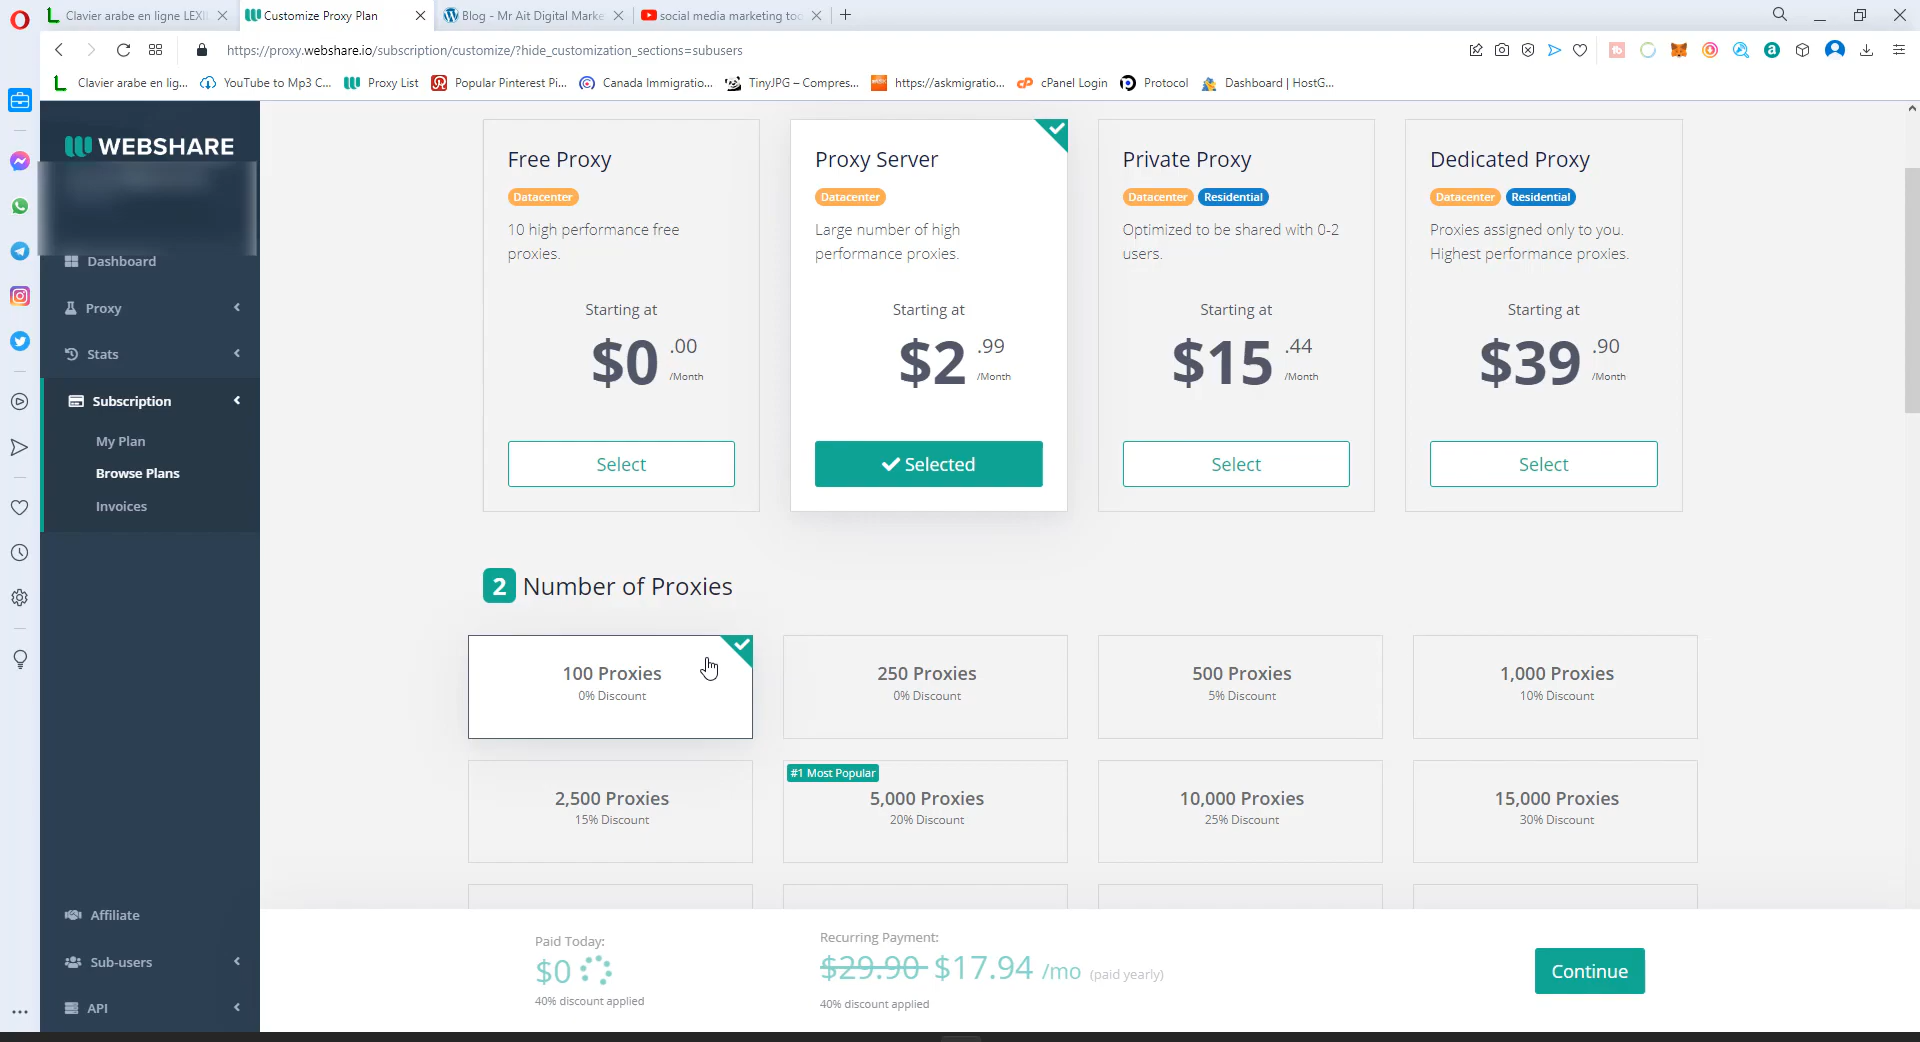 Clavier arabe en ligne LEXI
Customize Proxy Plan
Blog - Mr Ait Digital Marke
social media marketing too
https://proxy.webshare.io/subscription/customize/?hide_customization_sections=subusers
Clavier arabe en lig...
YouTube to Mp3 C...
Proxy List
Popular Pinterest Pi...
Canada Immigratio...
TinyJPG – Compres...
https://askmigratio...
cPanel Login
Protocol
Dashboard | HostG...
WEBSHARE
Dashboard
Proxy
Stats
Subscription
My Plan
Browse Plans
Invoices
Affiliate
Sub-users
API
Free Proxy
Datacenter
10 high performance free
proxies.
Starting at
$0 .00
/Month
Select
Proxy Server
Datacenter
Large number of high
performance proxies.
Starting at
$2 .99
/Month
Selected
Private Proxy
Datacenter Residential
Optimized to be shared with 0-2
users.
Starting at
$15 .44
/Month
Select
Dedicated Proxy
Datacenter Residential
Proxies assigned only to you.
Highest performance proxies.
Starting at
$39 .90
/Month
Select
2 Number of Proxies
100 Proxies
0% Discount
250 Proxies
0% Discount
500 Proxies
5% Discount
1,000 Proxies
10% Discount
2,500 Proxies
15% Discount
#1 Most Popular
5,000 Proxies
20% Discount
10,000 Proxies
25% Discount
15,000 Proxies
30% Discount
Paid Today:
$0
40% discount applied
Recurring Payment:
$29.90 $17.94 /mo (paid yearly)
40% discount applied
Continue